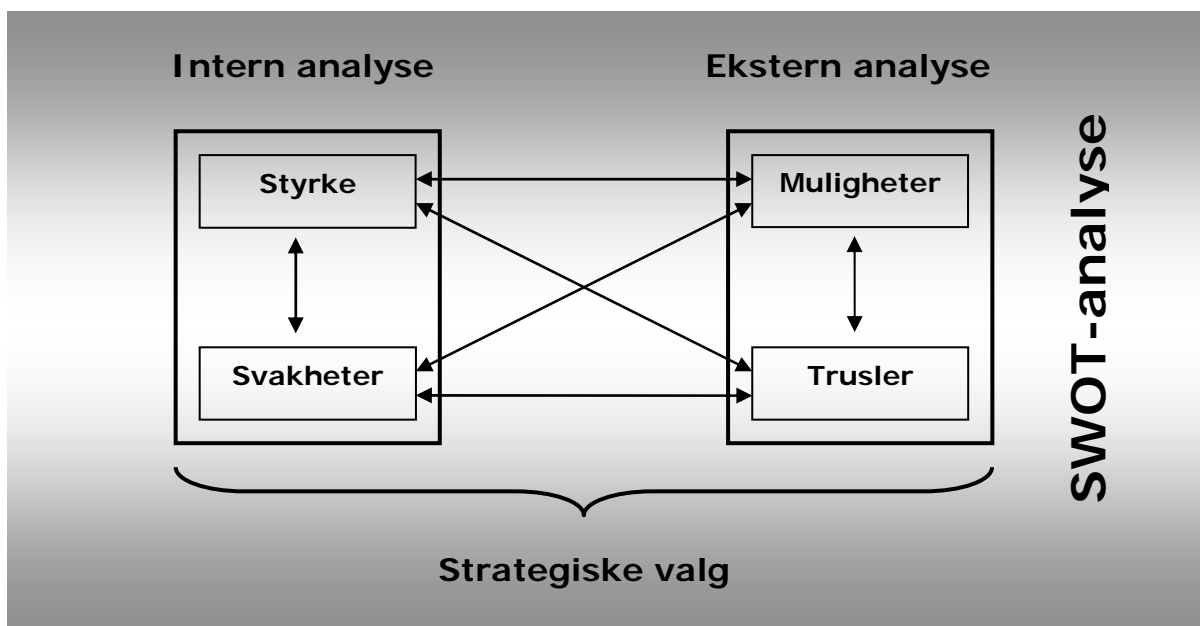 Intern analyse
Ekstern analyse
Styrke
Muligheter
Svakheter
Trusler
Strategiske valg
SWOT-analyse